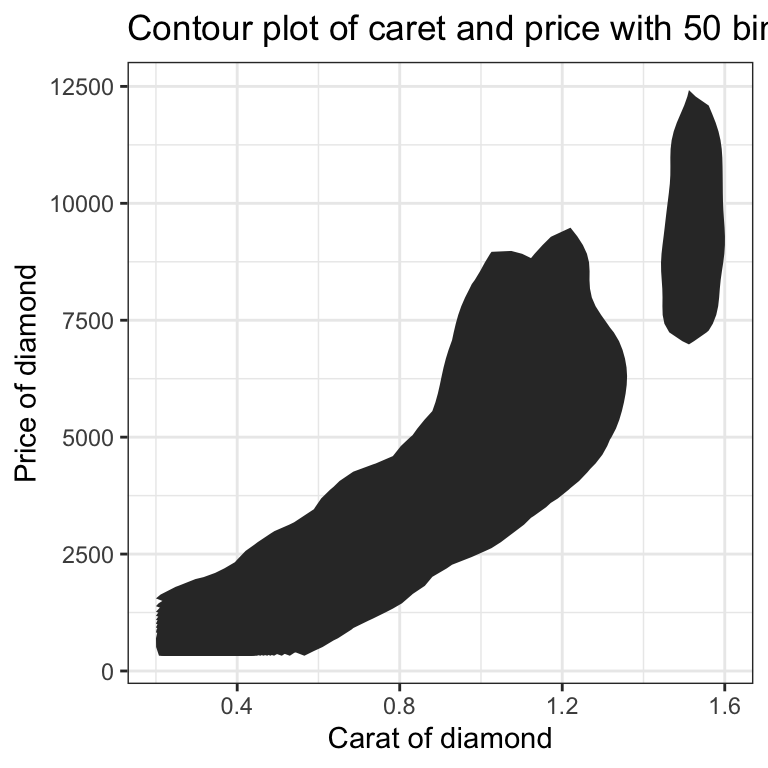 Contour plot of caret and price with 50 bin
12500
10000
7500
5000
2500
0
Price of diamond
0.4 0.8 1.2 1.6
Carat of diamond